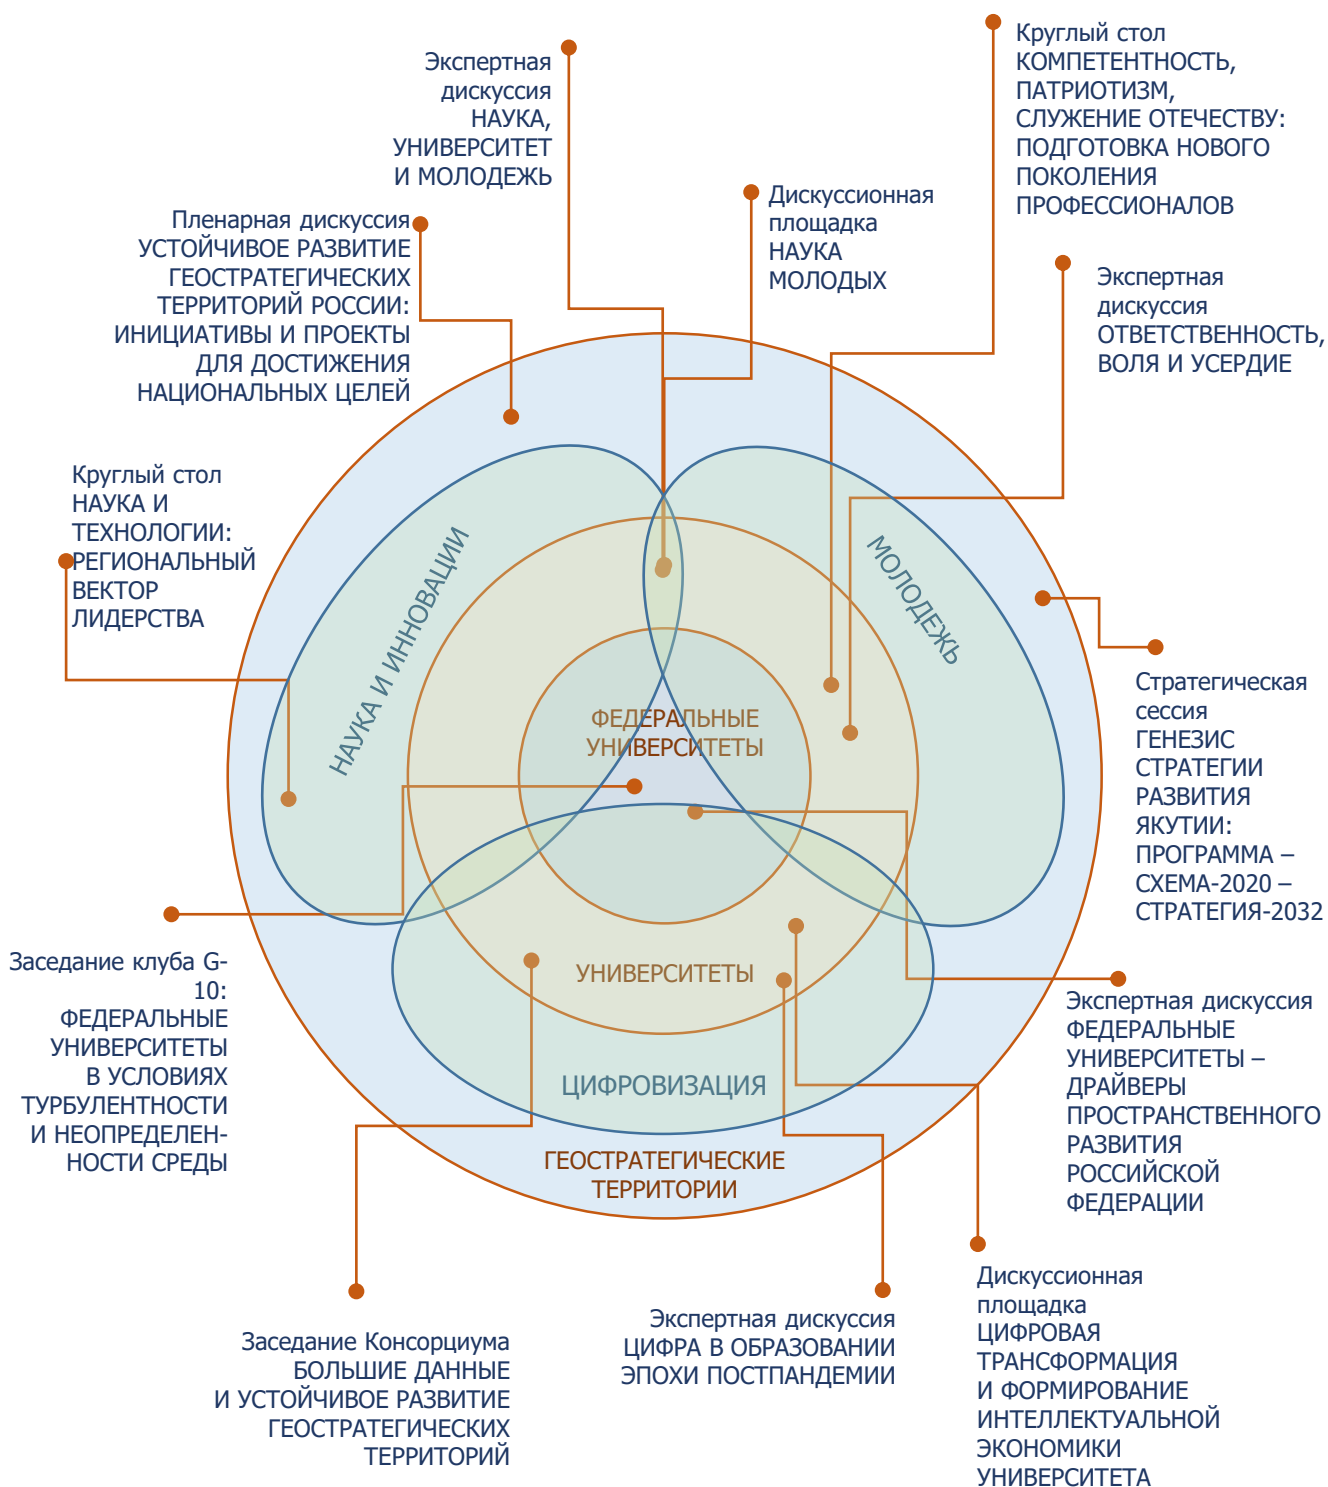 Экспертная
дискуссия
НАУКА,
УНИВЕРСИТЕТ
И МОЛОДЕЖЬ
Круглый стол
КОМПЕТЕНТНОСТЬ,
ПАТРИОТИЗМ,
СЛУЖЕНИЕ ОТЕЧЕСТВУ:
ПОДГОТОВКА НОВОГО
ПОКОЛЕНИЯ
ПРОФЕССИОНАЛОВ
Дискуссионная
площадка
НАУКА
МОЛОДЫХ
Пленарная дискуссия
УСТОЙЧИВОЕ РАЗВИТИЕ
ГЕОСТРАТЕГИЧЕСКИХ
ТЕРРИТОРИЙ РОССИИ:
ИНИЦИАТИВЫ И ПРОЕКТЫ
ДЛЯ ДОСТИЖЕНИЯ
НАЦИОНАЛЬНЫХ ЦЕЛЕЙ
Экспертная
дискуссия
ОТВЕТСТВЕННОСТЬ,
ВОЛЯ И УСЕРДИЕ
Круглый стол
НАУКА И
ТЕХНОЛОГИИ:
РЕГИОНАЛЬНЫЙ
ВЕКТОР
ЛИДЕРСТВА
НАУКА И ИННОВАЦИИ
МОЛОДЕЖЬ
ФЕДЕРАЛЬНЫЕ
УНИВЕРСИТЕТЫ
Стратегическая
сессия
ГЕНЕЗИС
СТРАТЕГИИ
РАЗВИТИЯ
ЯКУТИИ:
ПРОГРАММА –
СХЕМА-2020 –
СТРАТЕГИЯ-2032
УНИВЕРСИТЕТЫ
ЦИФРОВИЗАЦИЯ
ГЕОСТРАТЕГИЧЕСКИЕ
ТЕРРИТОРИИ
Заседание клуба G-
10:
ФЕДЕРАЛЬНЫЕ
УНИВЕРСИТЕТЫ
В УСЛОВИЯХ
ТУРБУЛЕНТНОСТИ
И НЕОПРЕДЕЛЕН-
НОСТИ СРЕДЫ
Экспертная дискуссия
ФЕДЕРАЛЬНЫЕ
УНИВЕРСИТЕТЫ –
ДРАЙВЕРЫ
ПРОСТРАНСТВЕННОГО
РАЗВИТИЯ
РОССИЙСКОЙ
ФЕДЕРАЦИИ
Заседание Консорциума
БОЛЬШИЕ ДАННЫЕ
И УСТОЙЧИВОЕ РАЗВИТИЕ
ГЕОСТРАТЕГИЧЕСКИХ
ТЕРРИТОРИЙ
Экспертная дискуссия
ЦИФРА В ОБРАЗОВАНИИ
ЭПОХИ ПОСТПАНДЕМИИ
Дискуссионная
площадка
ЦИФРОВАЯ
ТРАНСФОРМАЦИЯ
И ФОРМИРОВАНИЕ
ИНТЕЛЛЕКТУАЛЬНОЙ
ЭКОНОМИКИ
УНИВЕРСИТЕТА